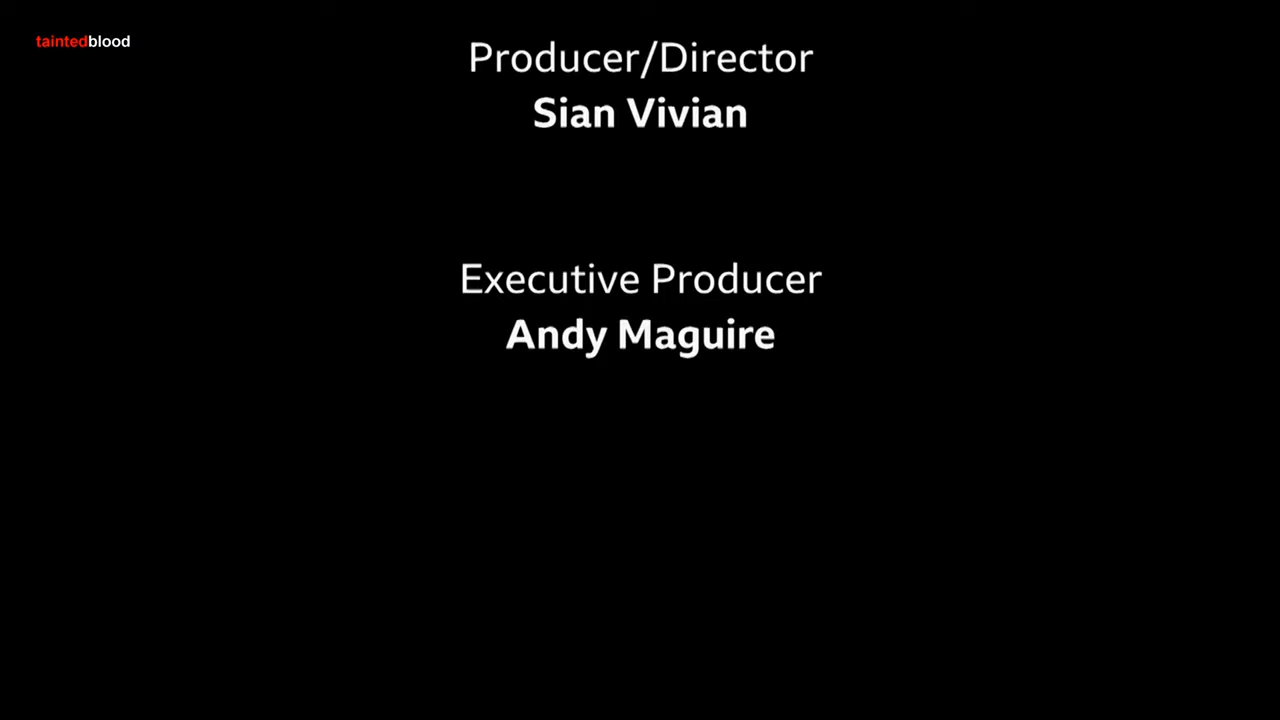 taintedblood
Producer/Director
Sian Vivian
Executive Producer
Andy Maguire